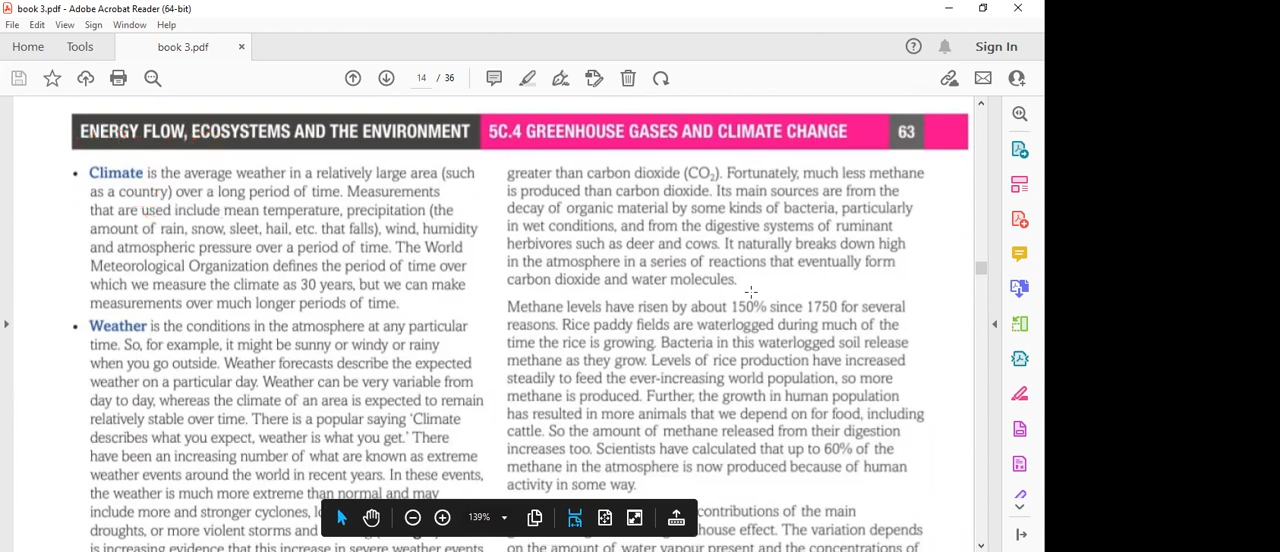 book 3.pdf - Adobe Acrobat Reader (64-bit)
File Edit View Sign Window Help
Home Tools book 3.pdf × Sign In
14 / 36
ENERGY FLOW, ECOSYSTEMS AND THE ENVIRONMENT 5C.4 GREENHOUSE GASES AND CLIMATE CHANGE 63
• Climate is the average weather in a relatively large area (such
as a country) over a long period of time. Measurements
that are used include mean temperature, precipitation (the
amount of rain, snow, sleet, hail, etc. that falls), wind, humidity
and atmospheric pressure over a period of time. The World
Meteorological Organization defines the period of time over
which we measure the climate as 30 years, but we can make
measurements over much longer periods of time.
• Weather is the conditions in the atmosphere at any particular
time. So, for example, it might be sunny or windy or rainy
when you go outside. Weather forecasts describe the expected
weather on a particular day. Weather can be very variable from
day to day, whereas the climate of an area is expected to remain
relatively stable over time. There is a popular saying ‘Climate
describes what you expect, weather is what you get.’ There
have been an increasing number of what are known as extreme
weather events around the world in recent years. In these events,
the weather is much more extreme than normal and may
include more and stronger cyclones,
droughts, or more violent storms and
is increasing evidence that this increase in severe weather events
greater than carbon dioxide (CO₂). Fortunately, much less methane
is produced than carbon dioxide. Its main sources are from the
decay of organic material by some kinds of bacteria, particularly
in wet conditions, and from the digestive systems of ruminant
herbivores such as deer and cows. It naturally breaks down high
in the atmosphere in a series of reactions that eventually form
carbon dioxide and water molecules.
Methane levels have risen by about 150% since 1750 for several
reasons. Rice paddy fields are waterlogged during much of the
time the rice is growing. Bacteria in this waterlogged soil release
methane as they grow. Levels of rice production have increased
steadily to feed the ever-increasing world population, so more
methane is produced. Further, the growth in human population
has resulted in more animals that we depend on for food, including
cattle. So the amount of methane released from their digestion
increases too. Scientists have calculated that up to 60% of the
methane in the atmosphere is now produced because of human
activity in some way.
contributions of the main
house effect. The variation depends
on the amount of water vapour present and the concentrations of
139%